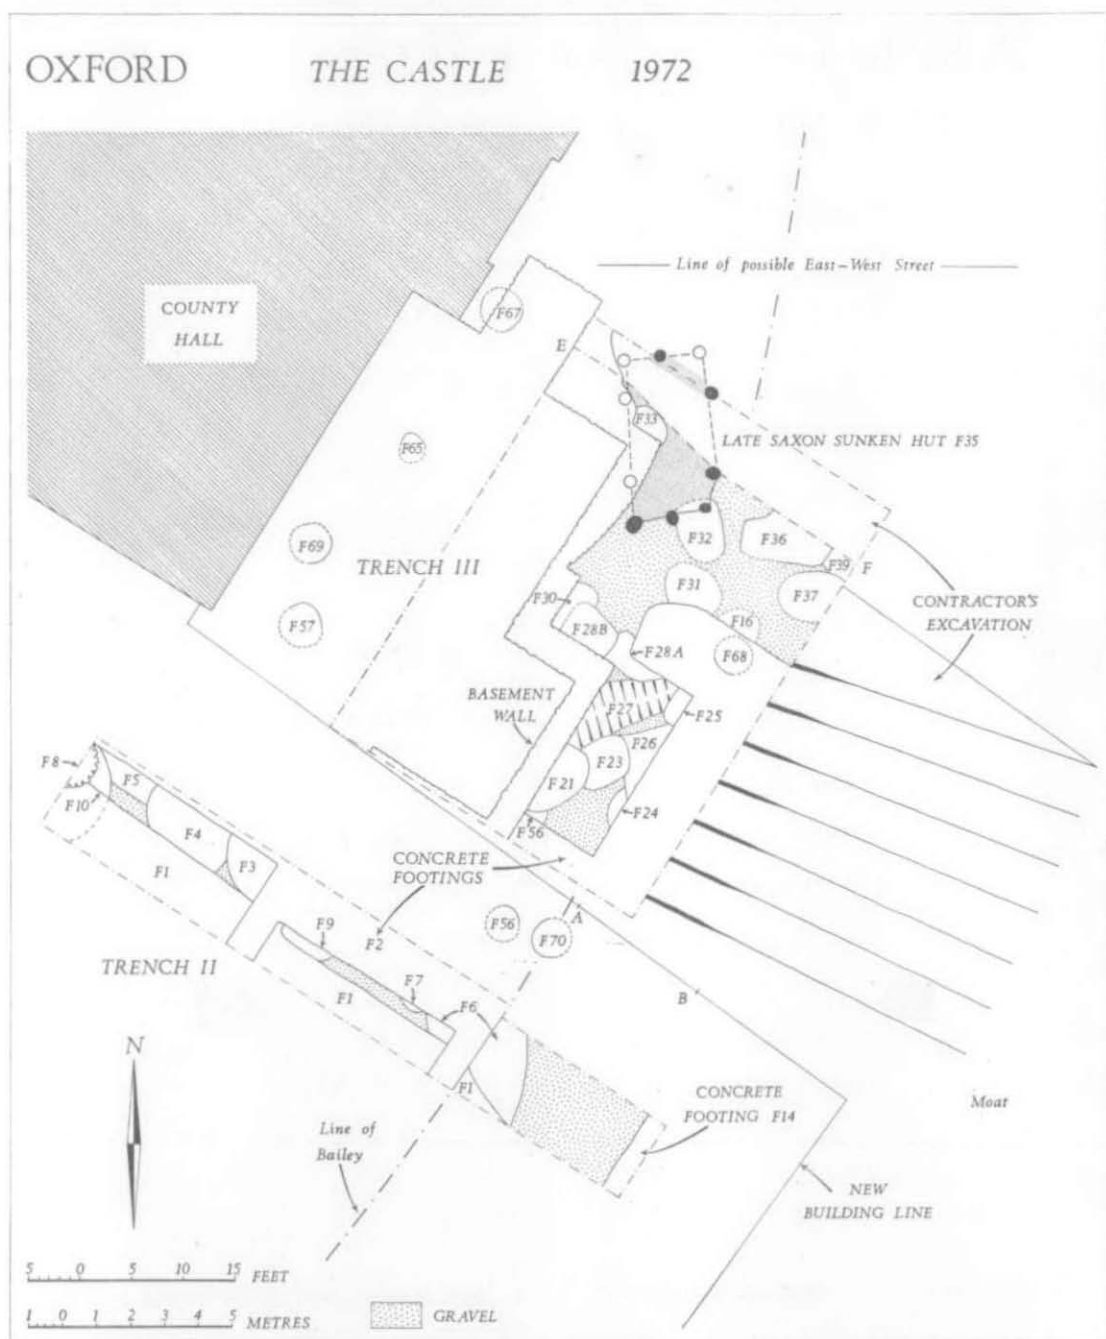 OXFORD THE CASTLE 1972
Line of possible East-West Street
COUNTY
HALL
F67
E
F33
LATE SAXON SUNKEN HUT F35
F65
F32
F36
F69
TRENCH III
F39
F
F31
F37
F30
CONTRACTOR'S
EXCAVATION
F57
F28B
F16
F28A
F68
BASEMENT
WALL
F27
F25
F26
F8
F5
F23
F21
F10
F24
F4
F56
F3
F1
CONCRETE
FOOTINGS
F9
F2
F56
A
F70
TRENCH II
F7
F1
F6
B
N
F1
CONCRETE
FOOTING F14
Moat
Line of
Bailey
NEW
BUILDING LINE
5 0 5 10 15
FEET
1 0 1 2 3 4 5
METRES
GRAVEL